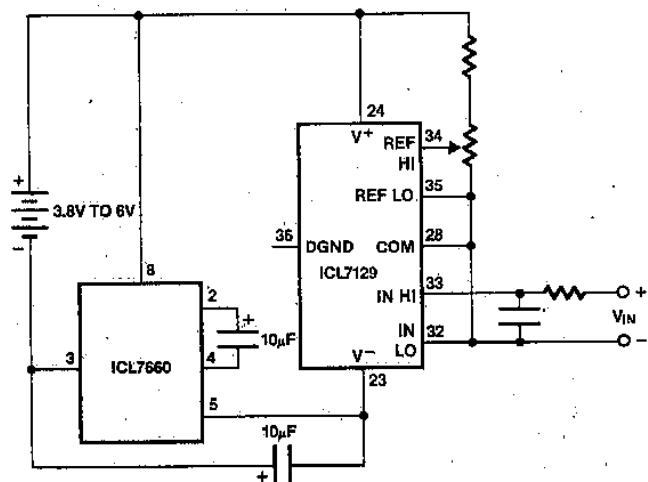 24
V+
REF HI
34
REF LO
35
+
3.8V TO 6V
-
36
DGND
COM
28
ICL7129
8
33
IN HI
+
2
+
10µF
VIN
IN LO
32
-
3
ICL7660
4
V-
23
5
10µF
+